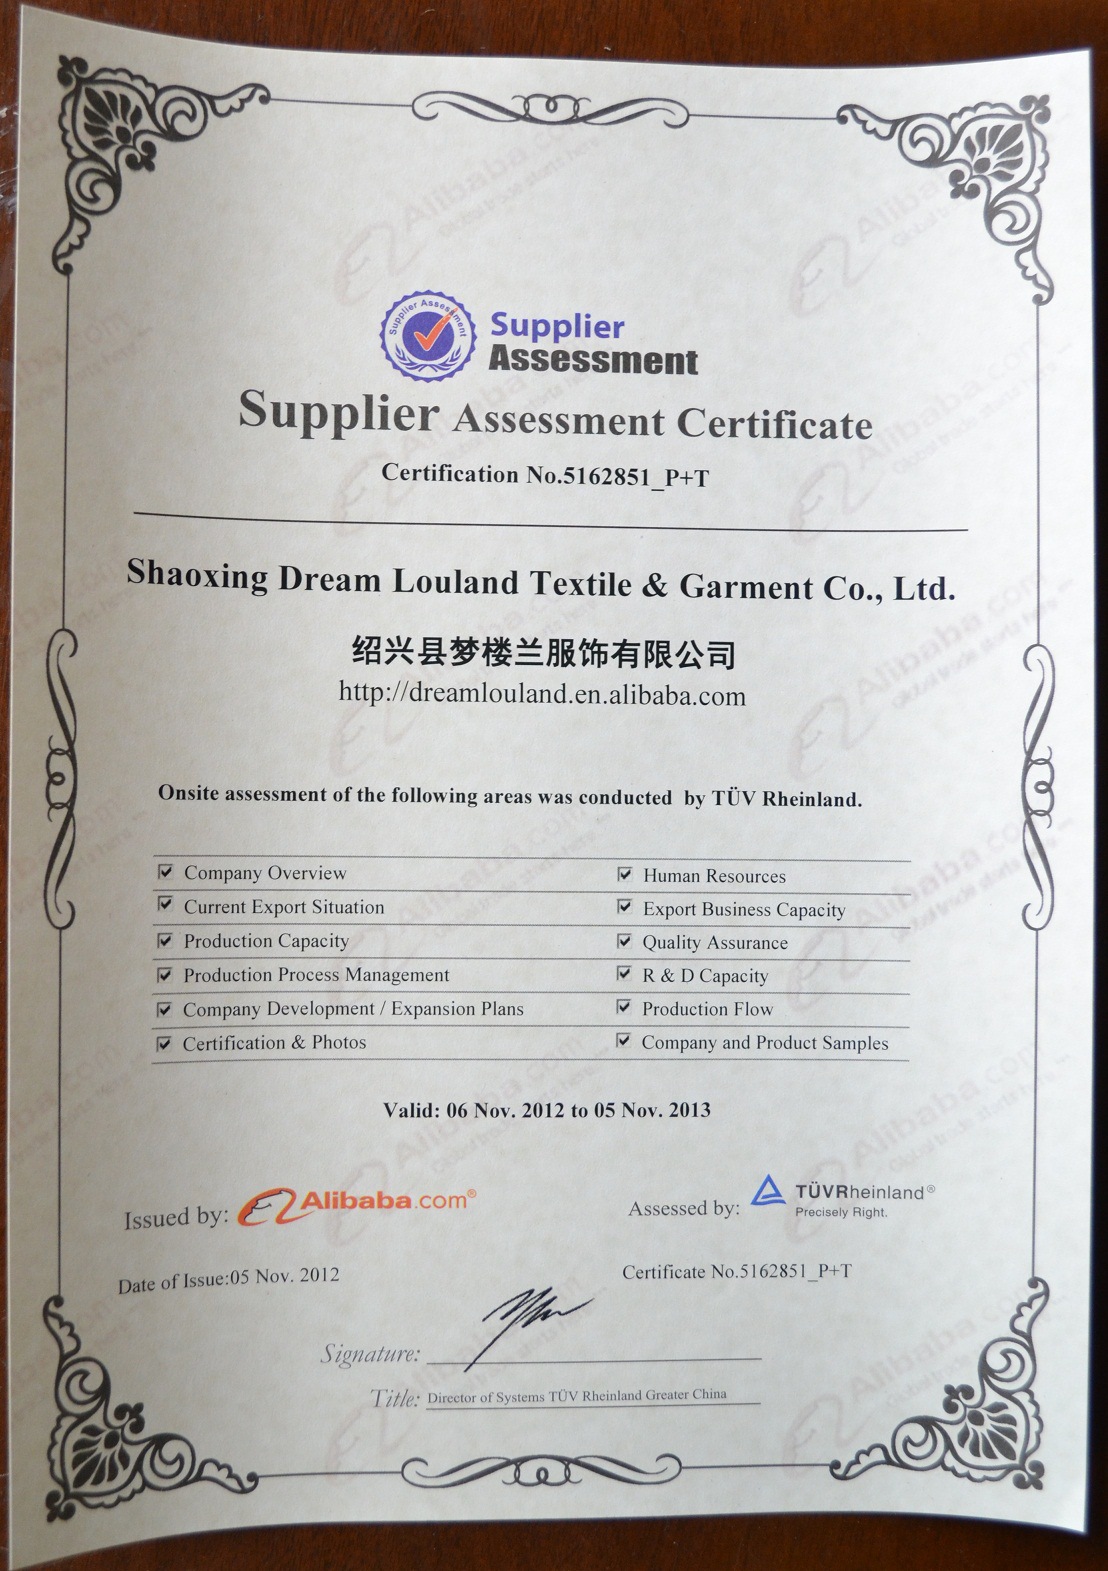 Supplier Assessment
Supplier
Assessment
Supplier Assessment Certificate
Certification No.5162851_P+T
Shaoxing Dream Louland Textile & Garment Co., Ltd.
绍兴县梦楼兰服饰有限公司
http://dreamlouland.en.alibaba.com
Onsite assessment of the following areas was conducted by TÜV Rheinland.
Company Overview
Human Resources
Current Export Situation
Export Business Capacity
Production Capacity
Quality Assurance
Production Process Management
R & D Capacity
Company Development / Expansion Plans
Production Flow
Certification & Photos
Company and Product Samples
Valid: 06 Nov. 2012 to 05 Nov. 2013
Issued by: Alibaba.com®
Assessed by: TÜVRheinland®
Precisely Right.
Date of Issue:05 Nov. 2012
Certificate No.5162851_P+T
Signature:
Title: Director of Systems TÜV Rheinland Greater China